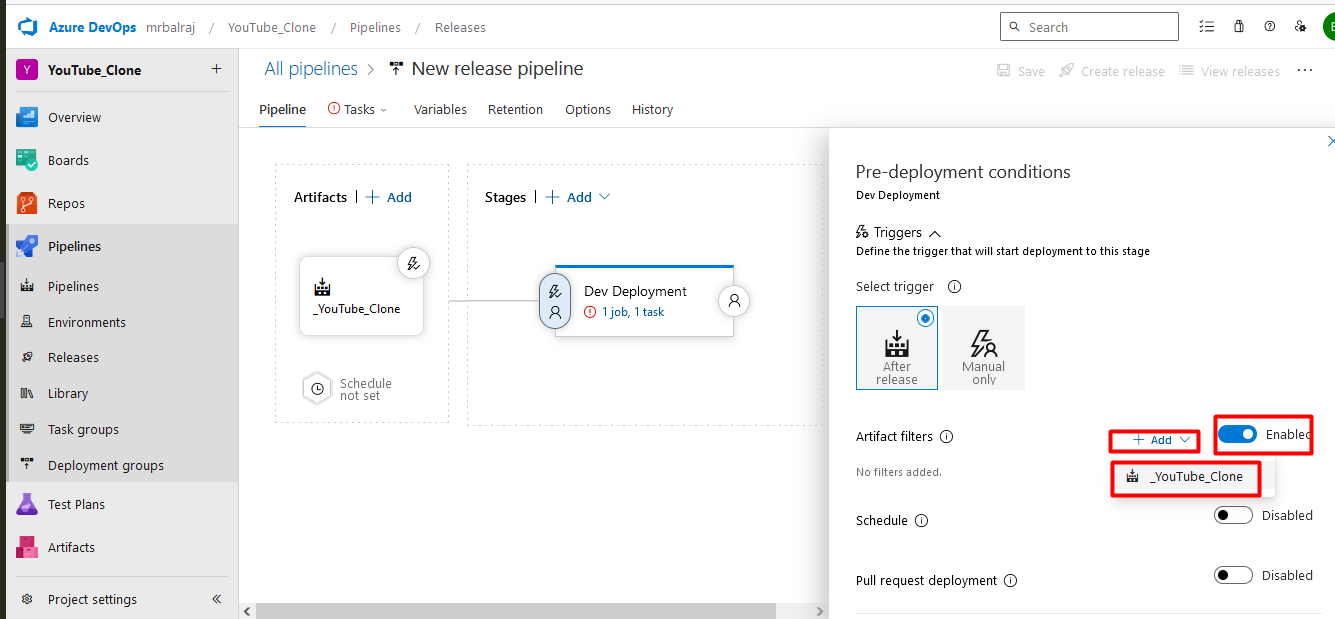 Azure DevOps mrbalraj / YouTube_Clone / Pipelines / Releases
Search
Y YouTube_Clone +
Overview
Boards
Repos
Pipelines
Pipelines
Environments
Releases
Library
Task groups
Deployment groups
Test Plans
Artifacts
Project settings
All pipelines > New release pipeline
Save Create release View releases ...
Pipeline Tasks Variables Retention Options History
Artifacts | + Add
_YouTube_Clone
Schedule
not set
Stages | + Add
Dev Deployment
1 job, 1 task
Pre-deployment conditions
Dev Deployment
Triggers
Define the trigger that will start deployment to this stage
Select trigger
After
release
Manual
only
Artifact filters + Add Enabled
No filters added.
_YouTube_Clone
Schedule Disabled
Pull request deployment Disabled